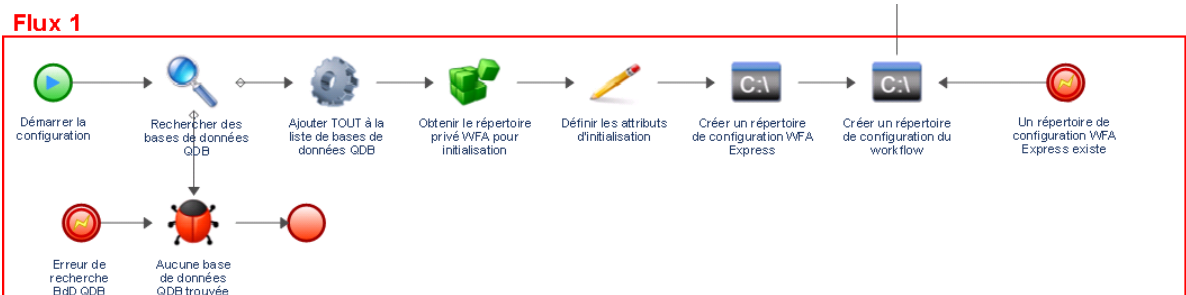 Flux 1
Démarrer la
configuration
Rechercher des
bases de données
QDB
Ajouter TOUT à la
liste de bases de
données QDB
Obtenir le répertoire
privé WFA pour
initialisation
Définir les attributs
d'initialisation
C:\
Créer un répertoire
de configuration WFA
Express
C:\
Créer un répertoire
de configuration du
workflow
Un répertoire de
configuration WFA
Express existe
Erreur de
recherche
BdD QDB
Aucune base
de données
QDB trouvée